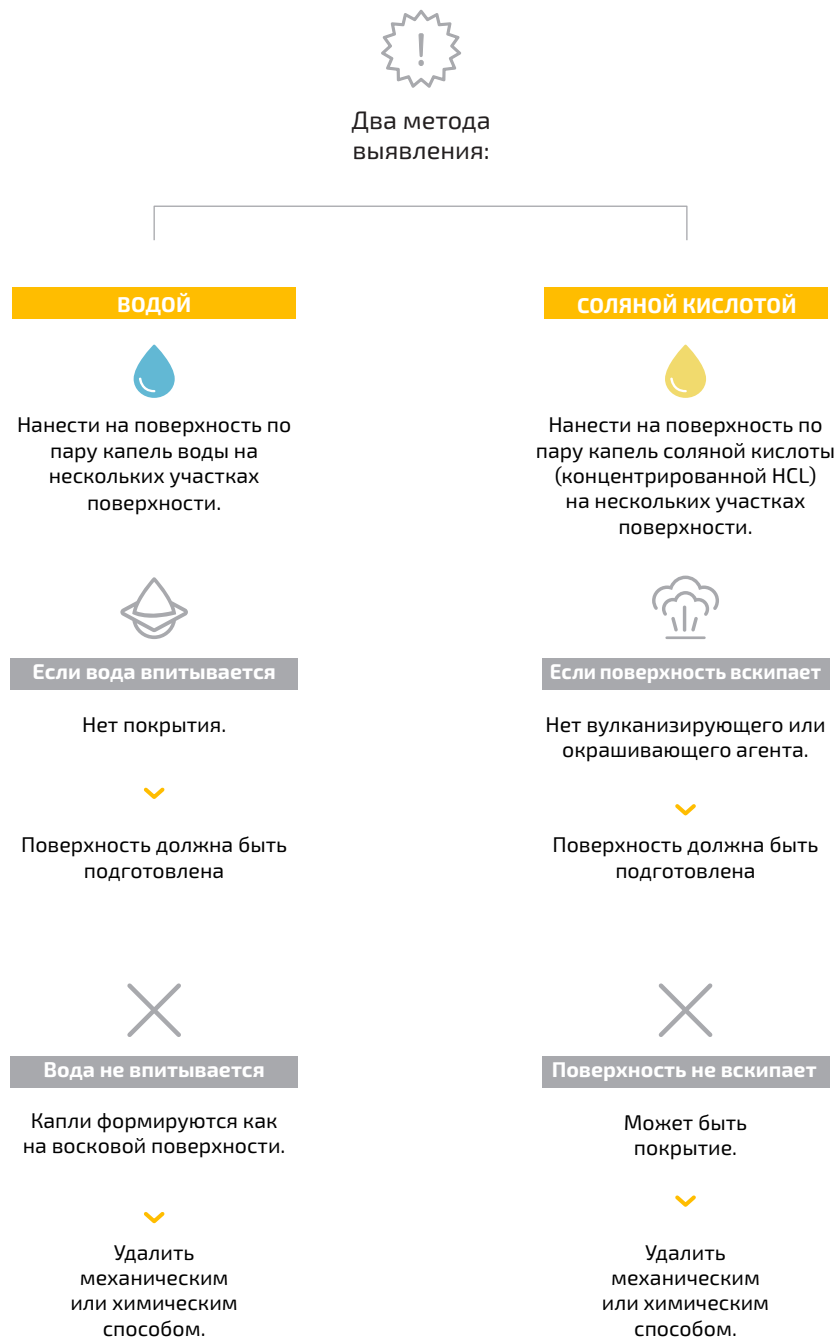 !
Два метода
выявления:
ВОДОЙ
Нанести на поверхность по
пару капель воды на
нескольких участках
поверхности.
Если вода впитывается
Нет покрытия.
Поверхность должна быть
подготовлена
Вода не впитывается
Капли формируются как
на восковой поверхности.
Удалить
механическим
или химическим
способом.
СОЛЯНОЙ КИСЛОТОЙ
Нанести на поверхность по
пару капель соляной кислоты
(концентрированной HCL)
на нескольких участках
поверхности.
Если поверхность вскипает
Нет вулканизирующего или
окрашивающего агента.
Поверхность должна быть
подготовлена
Поверхность не вскипает
Может быть
покрытие.
Удалить
механическим
или химическим
способом.